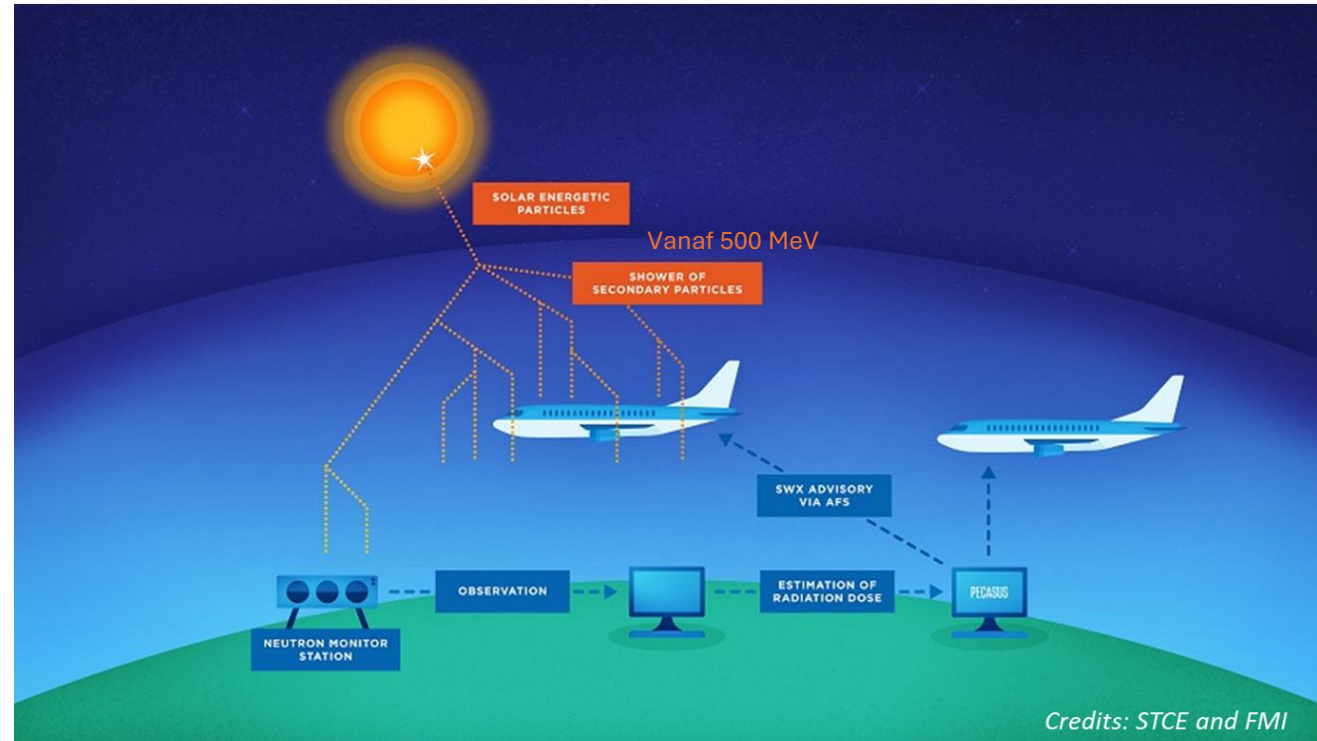 SOLAR ENERGETIC
PARTICLES
Vanaf 500 MeV
SHOWER OF
SECONDARY PARTICLES
SWX ADVISORY
VIA AFS
OBSERVATION
ESTIMATION OF
RADIATION DOSE
PECASUS
NEUTRON MONITOR
STATION
Credits: STCE and FMI